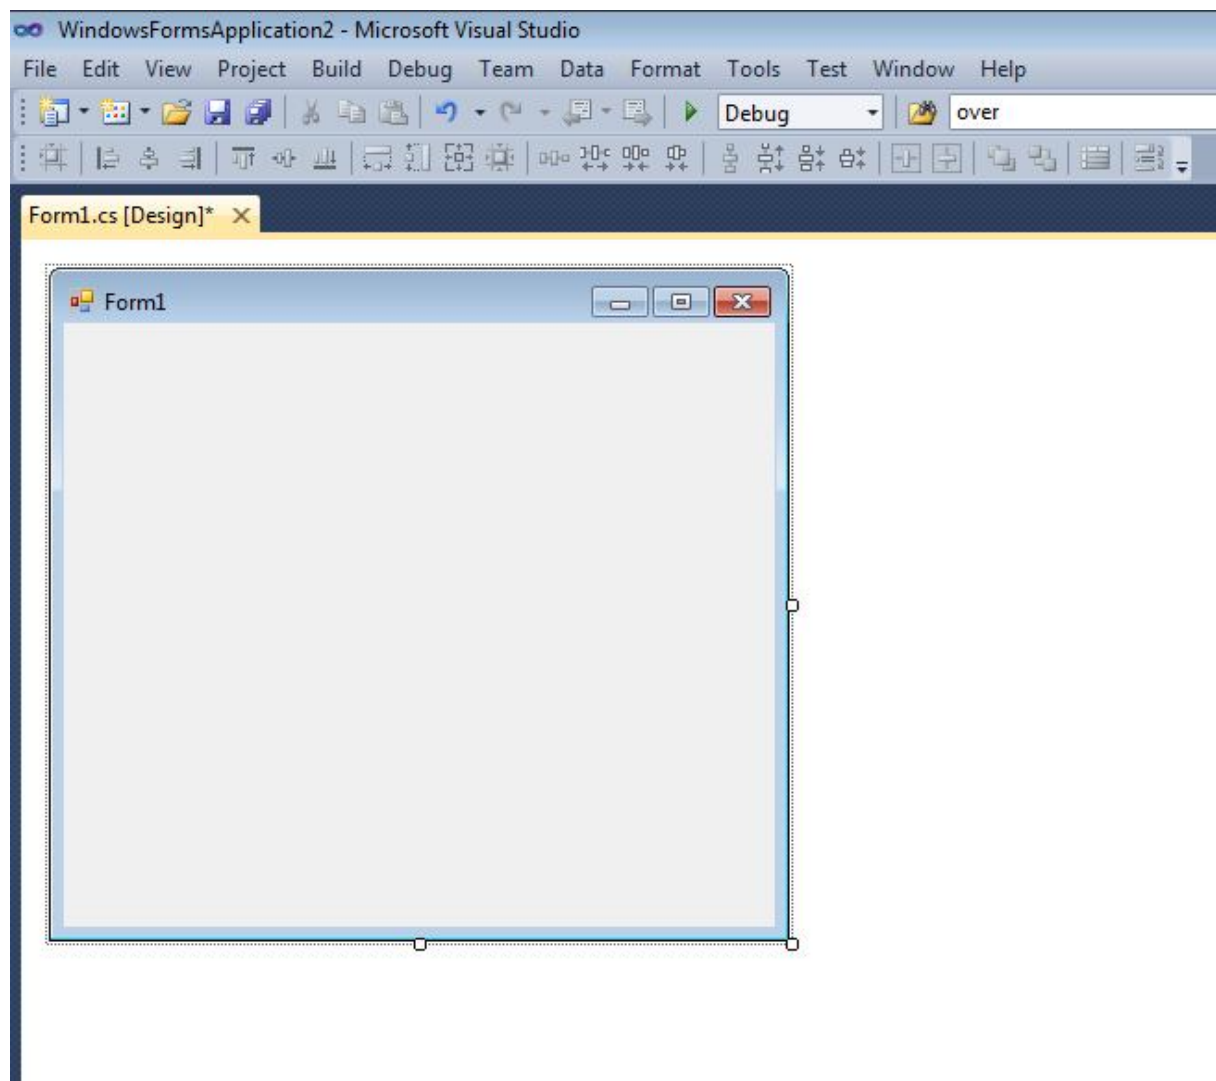 WindowsFormsApplication2 - Microsoft Visual Studio
File Edit View Project Build Debug Team Data Format Tools Test Window Help
Debug over
Form1.cs [Design]*
Form1